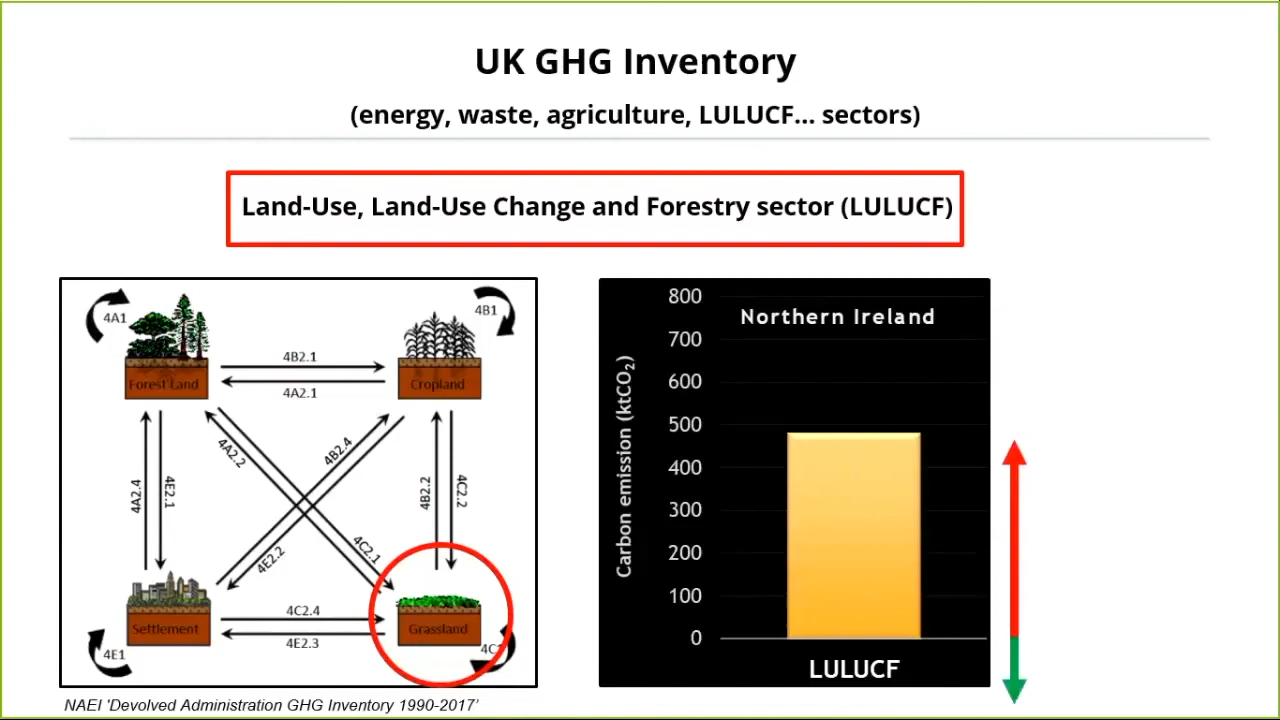 UK GHG Inventory
(energy, waste, agriculture, LULUCF... sectors)
Land-Use, Land-Use Change and Forestry sector (LULUCF)
4A1
4B1
Forest Land
4B2.1
4A2.1
Cropland
4A2.2
4B2.4
4A2.4
4E2.1
4B2.2
4C2.2
4E2.2
4C2.1
Settlement
4C2.4
4E2.3
Grassland
4E1
Northern Ireland
Carbon emission (ktCO₂)
800
700
600
500
400
300
200
100
0
LULUCF
NAEI 'Devolved Administration GHG Inventory 1990-2017'